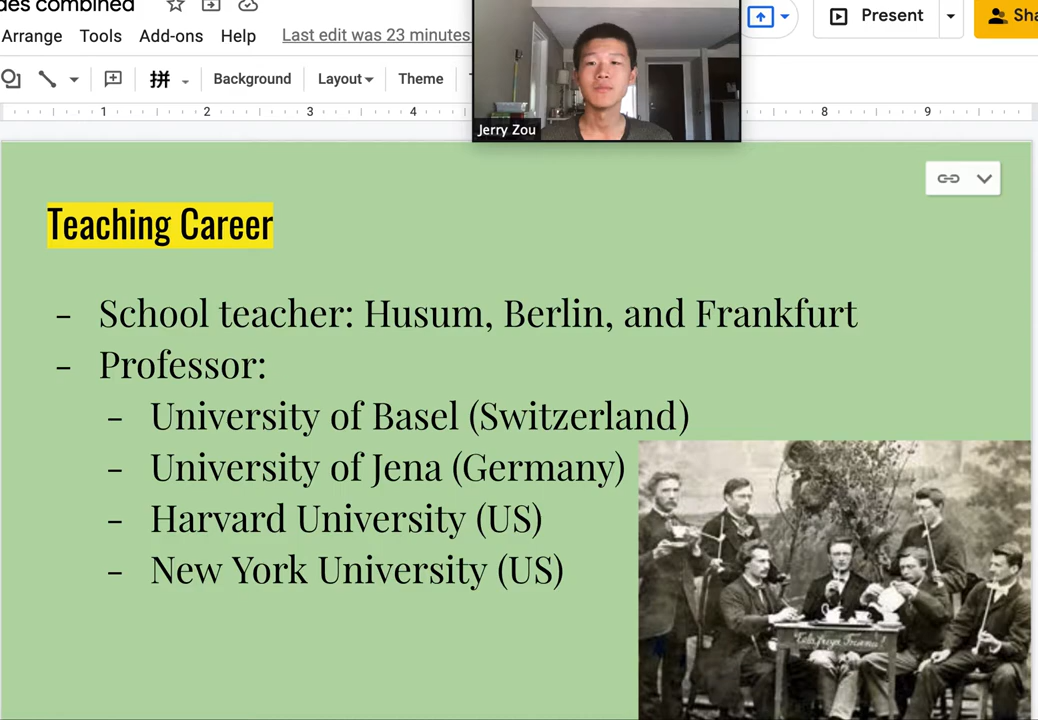 des combined
Present
Sha
Arrange Tools Add-ons Help Last edit was 23 minutes
拼 Background Layout Theme
1 2 3 4 8 9
Jerry Zou
Teaching Career
- School teacher: Husum, Berlin, and Frankfurt
- Professor:
- University of Basel (Switzerland)
- University of Jena (Germany)
- Harvard University (US)
- New York University (US)